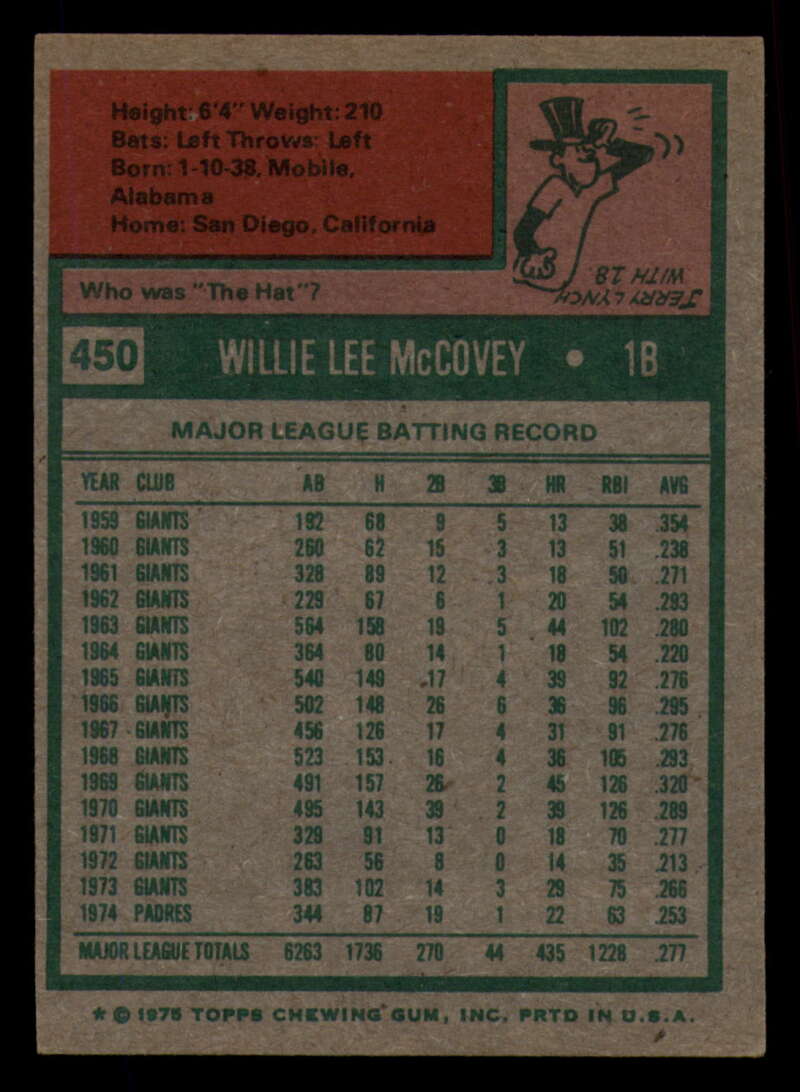 Height: 6'4" Weight: 210
Bats: Left Throws: Left
Born: 1-10-38, Mobile,
Alabama
Home: San Diego, California
Who was "The Hat"?
JERRY LYNCH
WITH 18.
450 WILLIE LEE McCOVEY • 1B
MAJOR LEAGUE BATTING RECORD
YEAR CLUB AB H 2B 3B HR RBI AVG
1959 GIANTS 192 68 9 5 13 38 .354
1960 GIANTS 260 62 15 3 13 51 .238
1961 GIANTS 328 89 12 3 18 50 .271
1962 GIANTS 229 67 6 1 20 54 .293
1963 GIANTS 564 158 19 5 44 102 .280
1964 GIANTS 364 80 14 1 18 54 .220
1965 GIANTS 540 149 17 4 39 92 .276
1966 GIANTS 502 148 26 6 36 96 .295
1967 GIANTS 456 126 17 4 31 91 .276
1968 GIANTS 523 153 16 4 36 105 .293
1969 GIANTS 491 157 26 2 45 126 .320
1970 GIANTS 495 143 39 2 39 126 .289
1971 GIANTS 329 91 13 0 18 70 .277
1972 GIANTS 263 56 8 0 14 35 .213
1973 GIANTS 383 102 14 3 29 75 .266
1974 PADRES 344 87 19 1 22 63 .253
MAJOR LEAGUE TOTALS 6263 1736 270 44 435 1228 .277
* © 1975 TOPPS CHEWING GUM, INC. PRTD IN U.S.A.